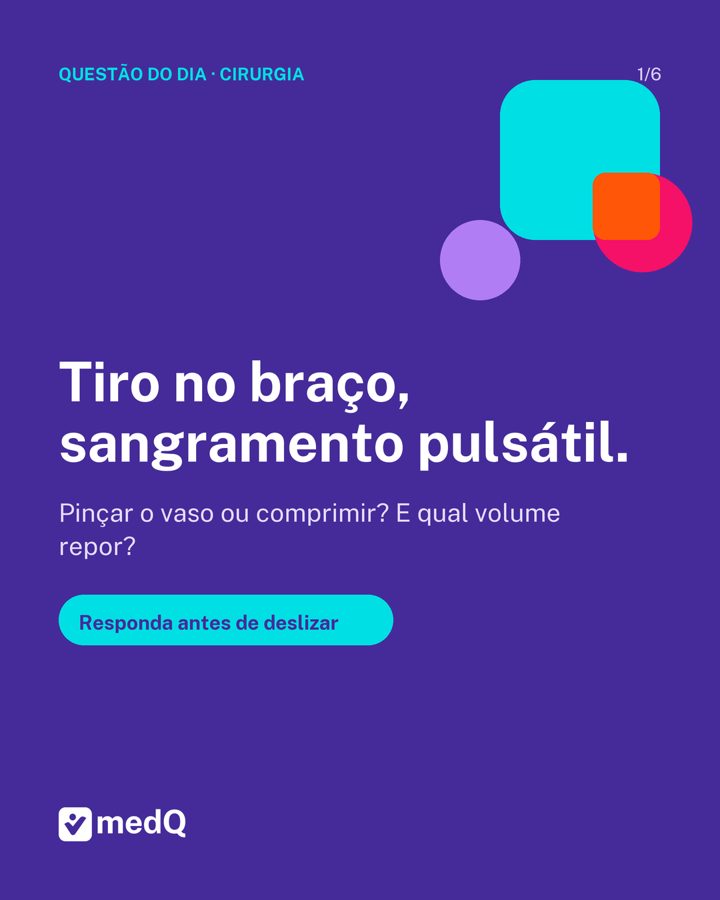 QUESTÃO DO DIA · CIRURGIA
1/6
Tiro no braço,
sangramento pulsátil.
Pinçar o vaso ou comprimir? E qual volume
repor?
Responda antes de deslizar
medQ